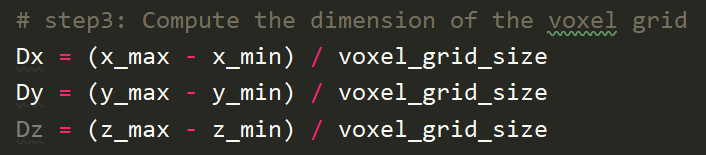 # step3: Compute the dimension of the voxel grid
Dx = (x_max - x_min) / voxel_grid_size
Dy = (y_max - y_min) / voxel_grid_size
Dz = (z_max - z_min) / voxel_grid_size